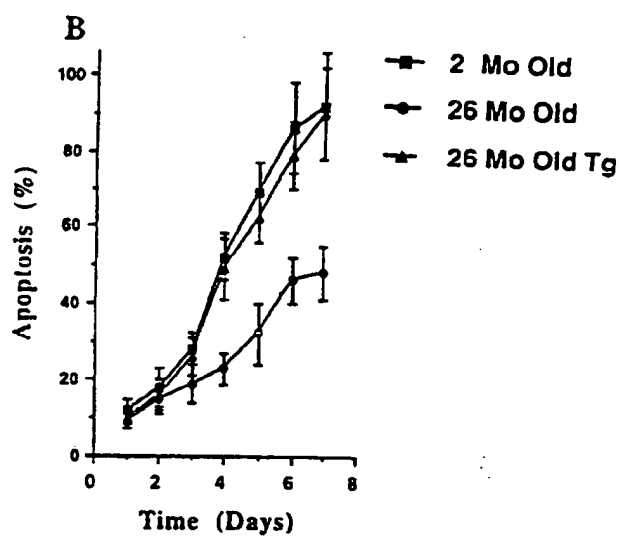 B
100
80
60
40
20
0
Apoptosis (%)
0 2 4 6 8
Time (Days)
2 Mo Old
26 Mo Old
26 Mo Old Tg